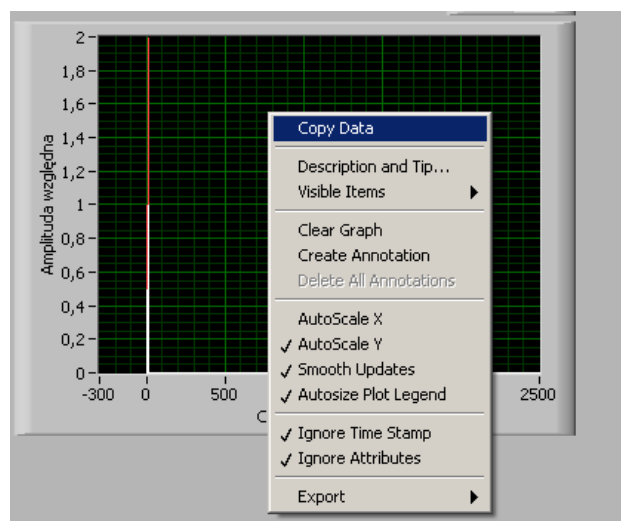 2
1,8
1,6
1,4
1,2
1
0,8
0,6
0,4
0,2
0
Amplituda względna
-300 0 500 2500
C
Copy Data
Description and Tip...
Visible Items
Clear Graph
Create Annotation
Delete All Annotations
AutoScale X
AutoScale Y
Smooth Updates
Autosize Plot Legend
Ignore Time Stamp
Ignore Attributes
Export